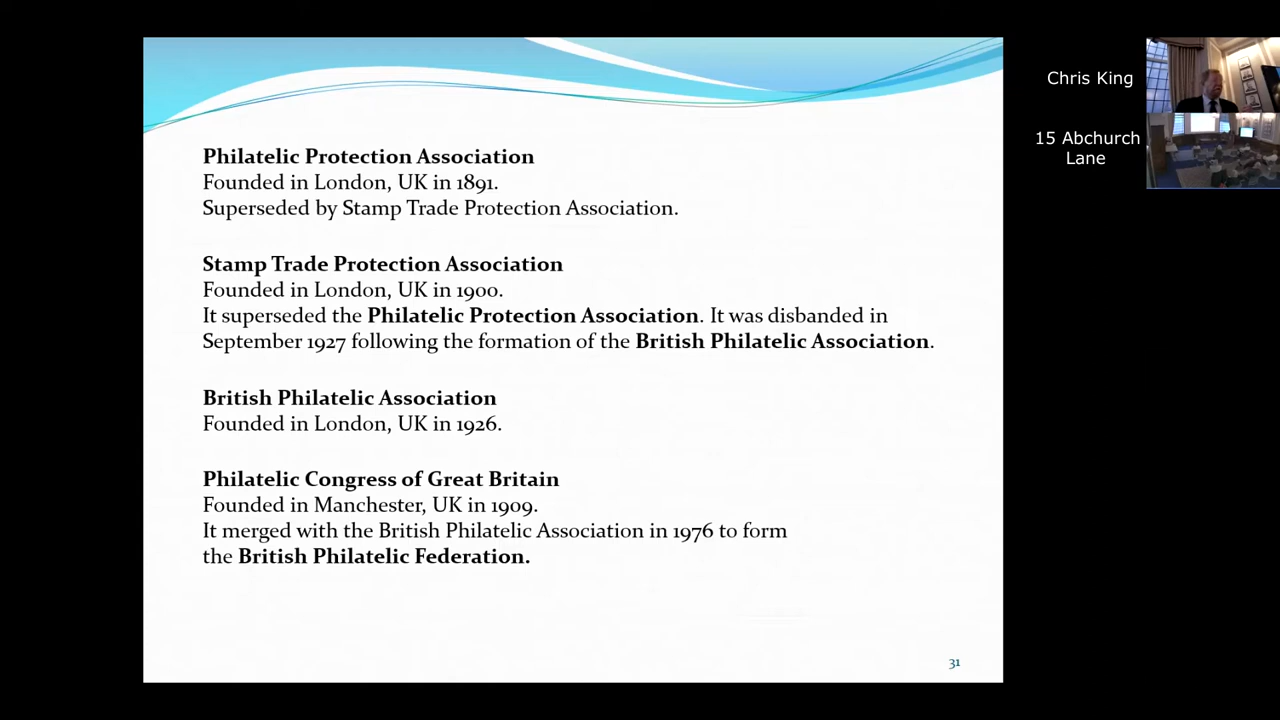 Philatelic Protection Association
Founded in London, UK in 1891.
Superseded by Stamp Trade Protection Association.
Stamp Trade Protection Association
Founded in London, UK in 1900.
It superseded the Philatelic Protection Association. It was disbanded in
September 1927 following the formation of the British Philatelic Association.
British Philatelic Association
Founded in London, UK in 1926.
Philatelic Congress of Great Britain
Founded in Manchester, UK in 1909.
It merged with the British Philatelic Association in 1976 to form
the British Philatelic Federation.
31
Chris King
15 Abchurch
Lane